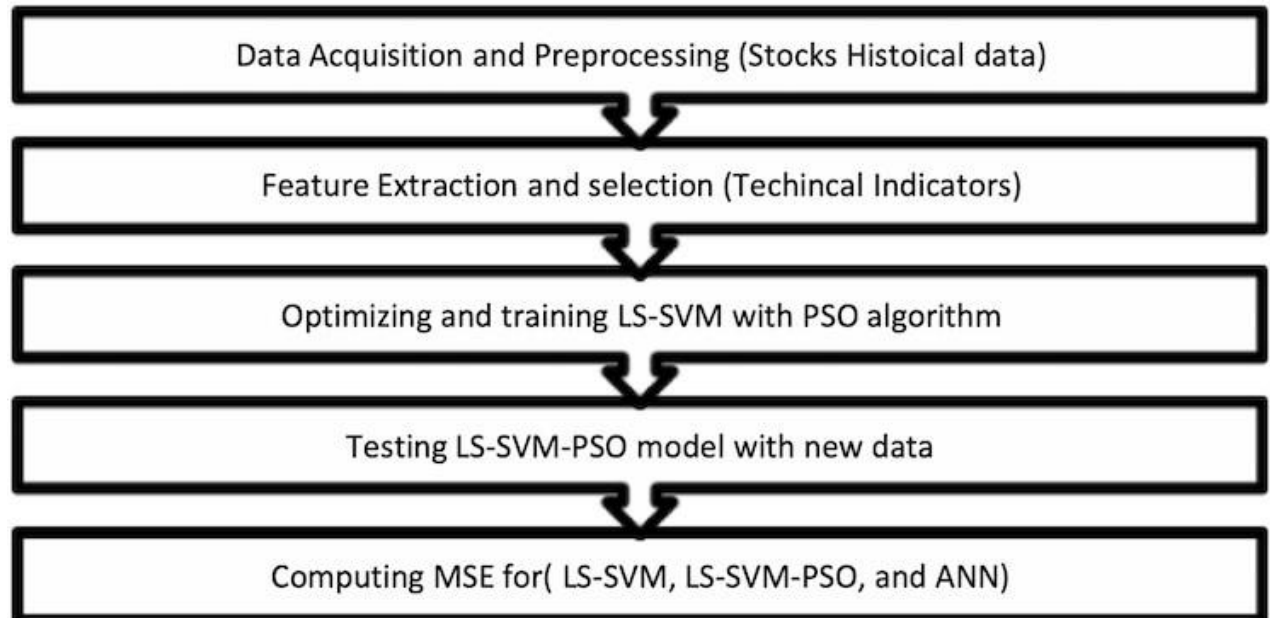 Data Acquisition and Preprocessing (Stocks Histoical data)
Feature Extraction and selection (Techincal Indicators)
Optimizing and training LS-SVM with PSO algorithm
Testing LS-SVM-PSO model with new data
Computing MSE for( LS-SVM, LS-SVM-PSO, and ANN)